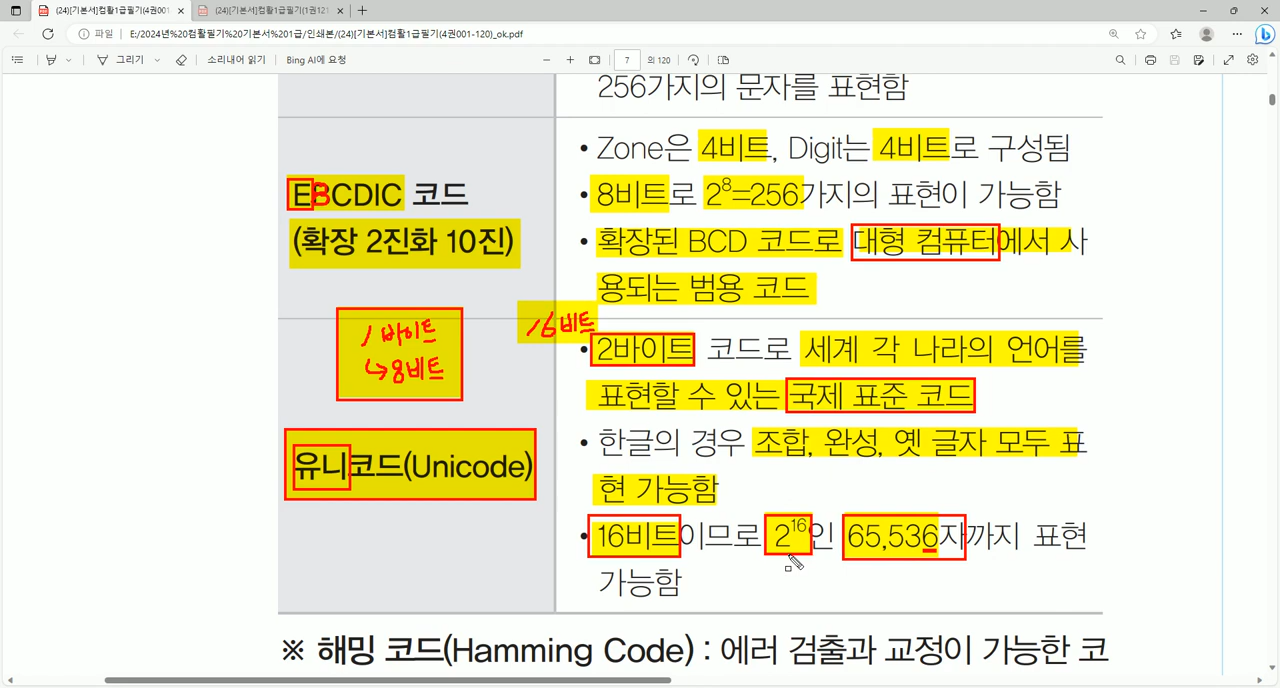 (24)[기본서]컴활1급필기(4권001
(24)[기본서]컴활1급필기(1권121
파일 E:/2024년%20컴활필기%20기본서%201급/인쇄본/(24)[기본서]컴활1급필기(4권001-120)_ok.pdf
그리기 소리내어 읽기 Bing AI에 요청 7 의 120
256가지의 문자를 표현함
EBCDIC 코드
(확장 2진화 10진)
• Zone은 4비트, Digit는 4비트로 구성됨
• 8비트로 2⁸=256가지의 표현이 가능함
• 확장된 BCD 코드로 대형 컴퓨터에서 사
용되는 범용 코드
1 바이트
↳8비트
16비트
유니코드(Unicode)
• 2바이트 코드로 세계 각 나라의 언어를
표현할 수 있는 국제 표준 코드
• 한글의 경우 조합, 완성, 옛 글자 모두 표
현 가능함
• 16비트이므로 2¹⁶인 65,536자까지 표현
가능함
※ 해밍 코드(Hamming Code) : 에러 검출과 교정이 가능한 코